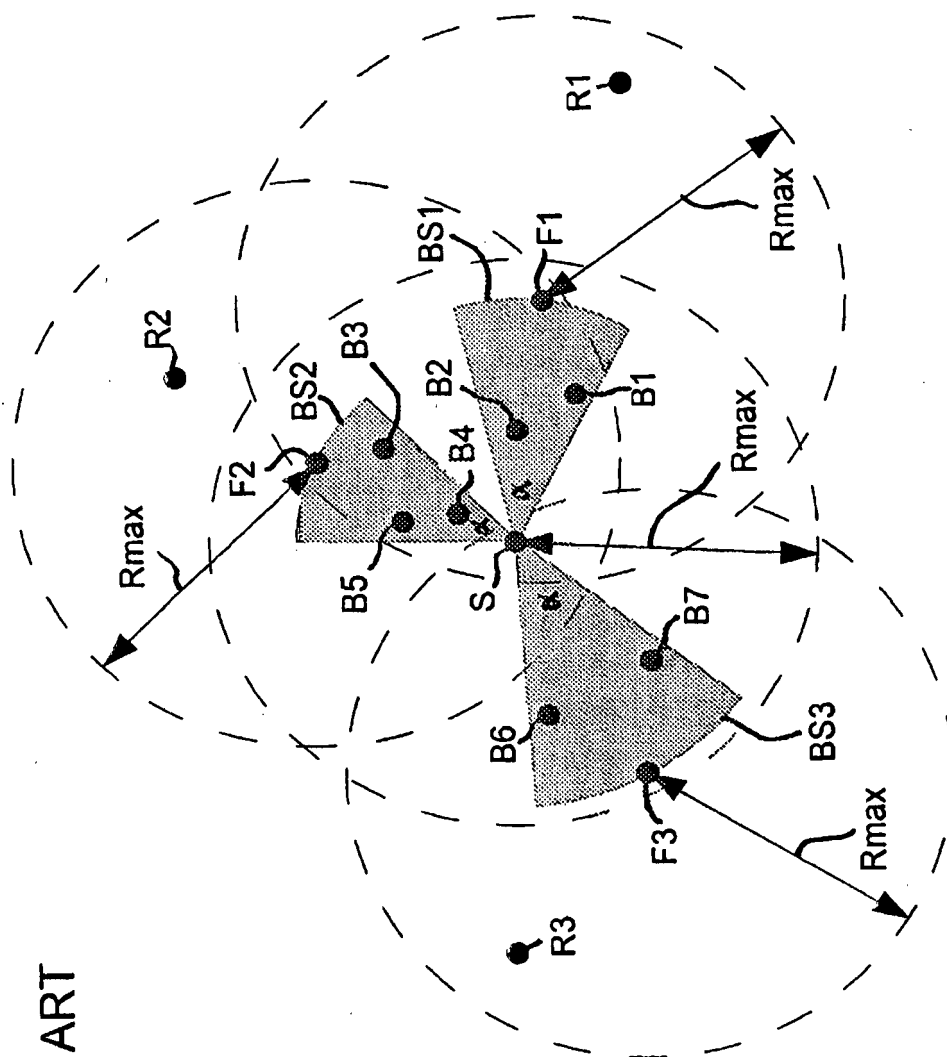 ART
Rmax
R2
F2
BS2
B5
B3
BS1
B2
B4
α
S
B6
α
F1
α
R3
R1
B1
F3
B7
Rmax
Rmax
BS3
Rmax